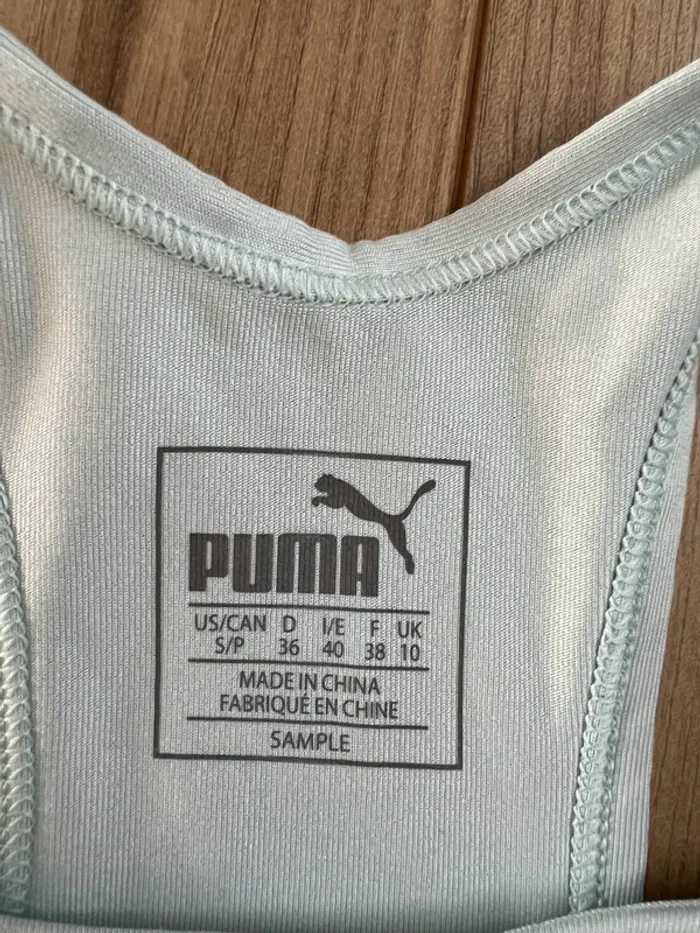 PUMA
US/CAN D I/E F UK
S/P 36 40 38 10
MADE IN CHINA
FABRIQUÉ EN CHINE
SAMPLE